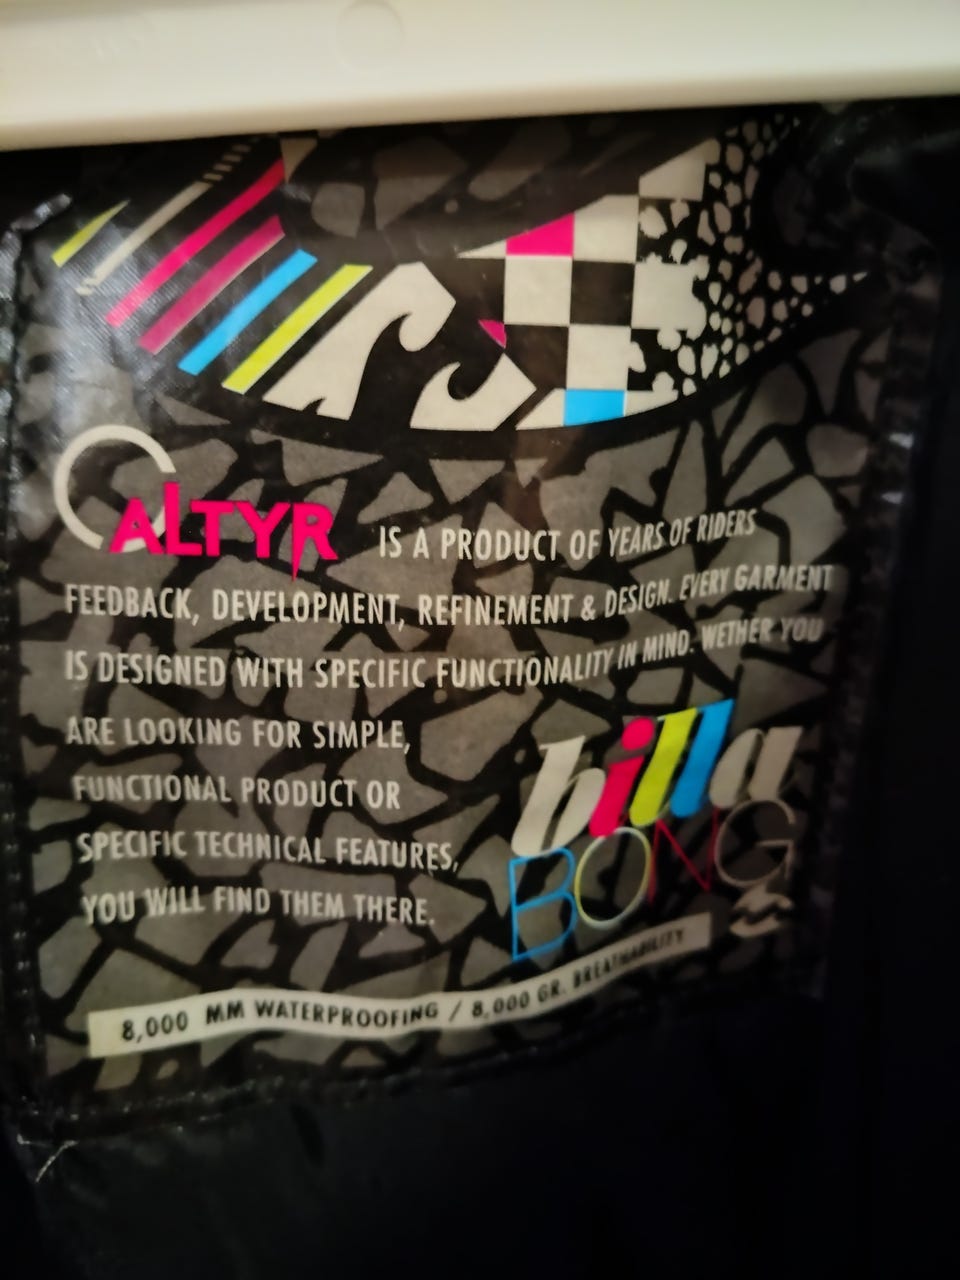 ALTYR IS A PRODUCT OF YEARS OF RIDERS
FEEDBACK, DEVELOPMENT, REFINEMENT & DESIGN. EVERY GARMENT
IS DESIGNED WITH SPECIFIC FUNCTIONALITY IN MIND. WETHER YOU
ARE LOOKING FOR SIMPLE,
FUNCTIONAL PRODUCT OR
SPECIFIC TECHNICAL FEATURES,
YOU WILL FIND THEM THERE.
billa
BONG
8,000 MM WATERPROOFING / 8,000 GR. BREATHABILITY